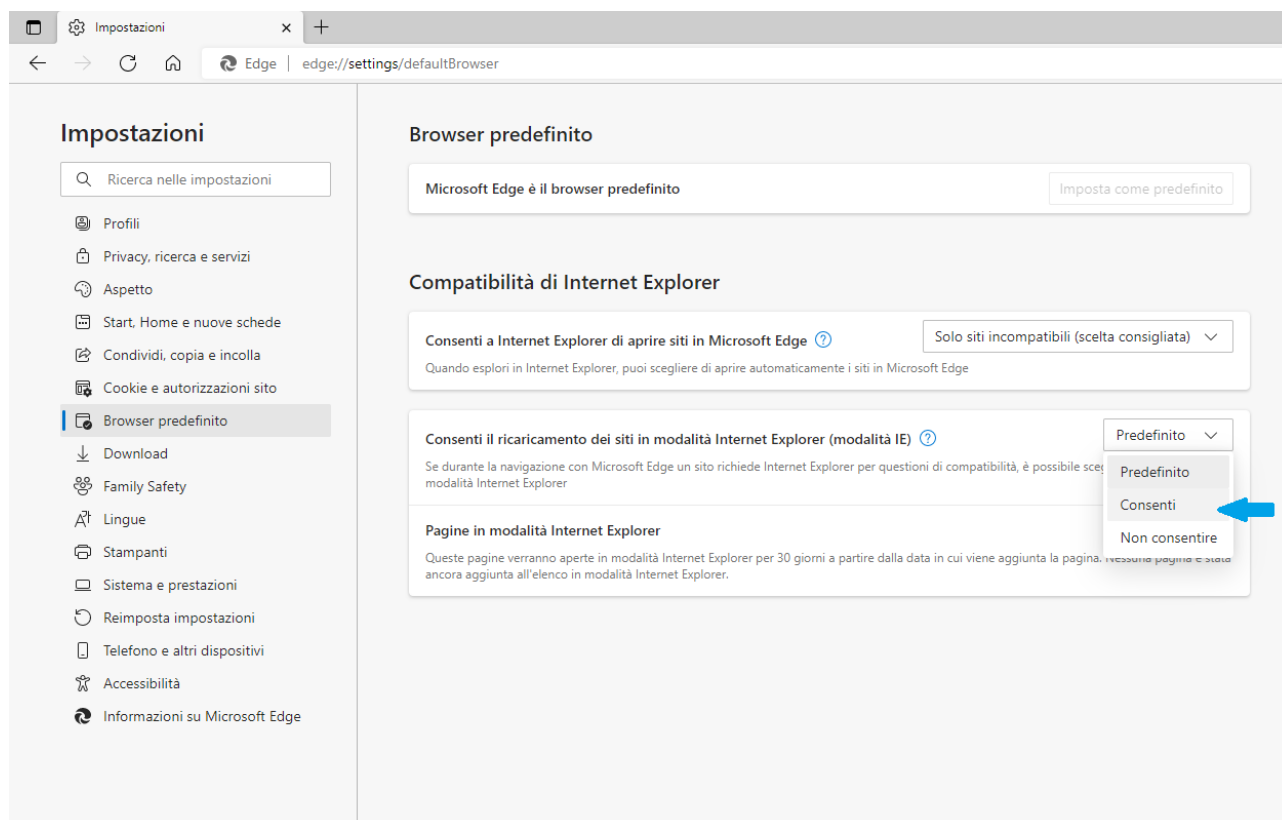 Impostazioni
Edge | edge://settings/defaultBrowser
Impostazioni
Ricerca nelle impostazioni
Profili
Privacy, ricerca e servizi
Aspetto
Start, Home e nuove schede
Condividi, copia e incolla
Cookie e autorizzazioni sito
Browser predefinito
Download
Family Safety
Lingue
Stampanti
Sistema e prestazioni
Reimposta impostazioni
Telefono e altri dispositivi
Accessibilità
Informazioni su Microsoft Edge
Browser predefinito
Microsoft Edge è il browser predefinito
Imposta come predefinito
Compatibilità di Internet Explorer
Consenti a Internet Explorer di aprire siti in Microsoft Edge
Solo siti incompatibili (scelta consigliata)
Quando esplori in Internet Explorer, puoi scegliere di aprire automaticamente i siti in Microsoft Edge
Consenti il ricaricamento dei siti in modalità Internet Explorer (modalità IE)
Predefinito
Se durante la navigazione con Microsoft Edge un sito richiede Internet Explorer per questioni di compatibilità, è possibile
modalità Internet Explorer
Predefinito
Consenti
Non consentire
Pagine in modalità Internet Explorer
Queste pagine verranno aperte in modalità Internet Explorer per 30 giorni a partire dalla data in cui viene aggiunta la pagina. Nessuna pagina è stata
ancora aggiunta all'elenco in modalità Internet Explorer.